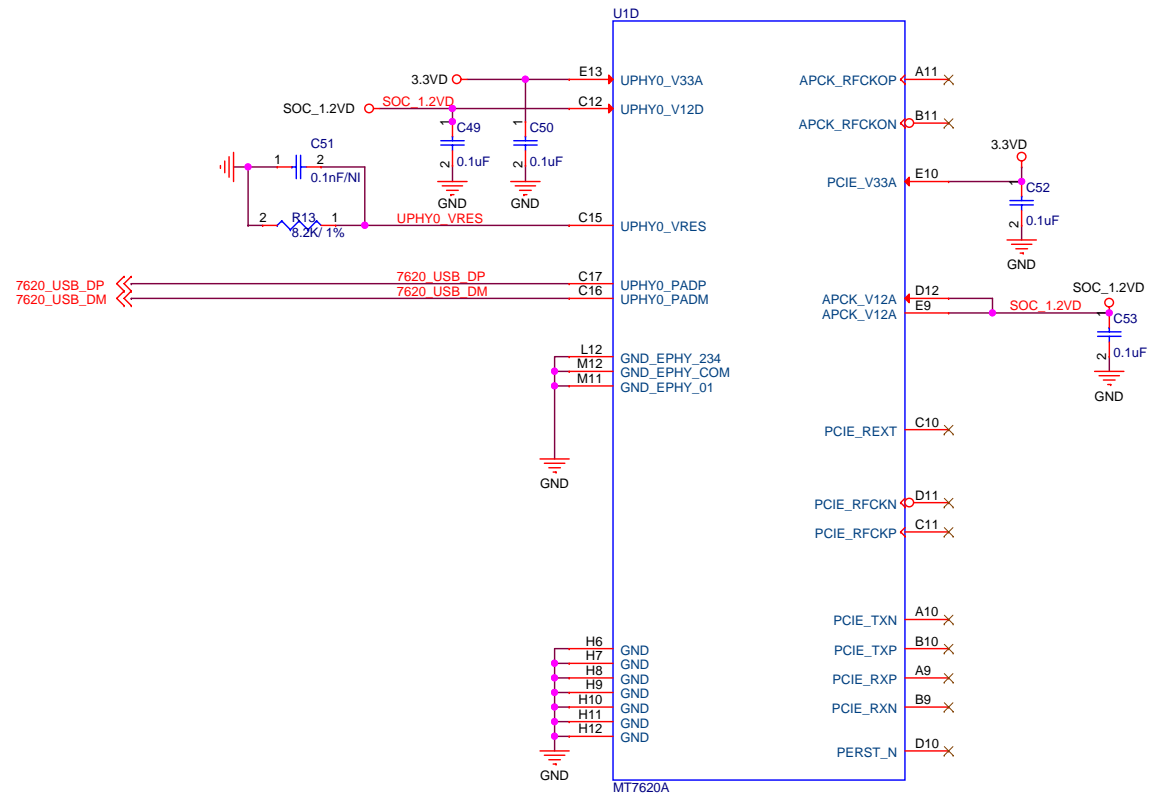 U1D
3.3VD
E13
UPHY0_V33A
APCK_RFCKOP
A11
SOC_1.2VD
SOC_1.2VD
C12
UPHY0_V12D
APCK_RFCKON
B11
1
C49
2
0.1uF
GND
1
C50
2
0.1uF
GND
C51
1
2
0.1nF/NI
2
R13
1
8.2K/ 1%
UPHY0_VRES
C15
UPHY0_VRES
3.3VD
PCIE_V33A
E10
1
C52
2
0.1uF
GND
7620_USB_DP
7620_USB_DP
C17
UPHY0_PADP
7620_USB_DM
7620_USB_DM
C16
UPHY0_PADM
APCK_V12A
D12
APCK_V12A
E9
SOC_1.2VD
SOC_1.2VD
1
C53
2
0.1uF
GND
L12
GND_EPHY_234
M12
GND_EPHY_COM
M11
GND_EPHY_01
GND
PCIE_REXT
C10
PCIE_RFCKN
D11
PCIE_RFCKP
C11
PCIE_TXN
A10
PCIE_TXP
B10
PCIE_RXP
A9
PCIE_RXN
B9
PERST_N
D10
H6
GND
H7
GND
H8
GND
H9
GND
H10
GND
H11
GND
H12
GND
GND
MT7620A